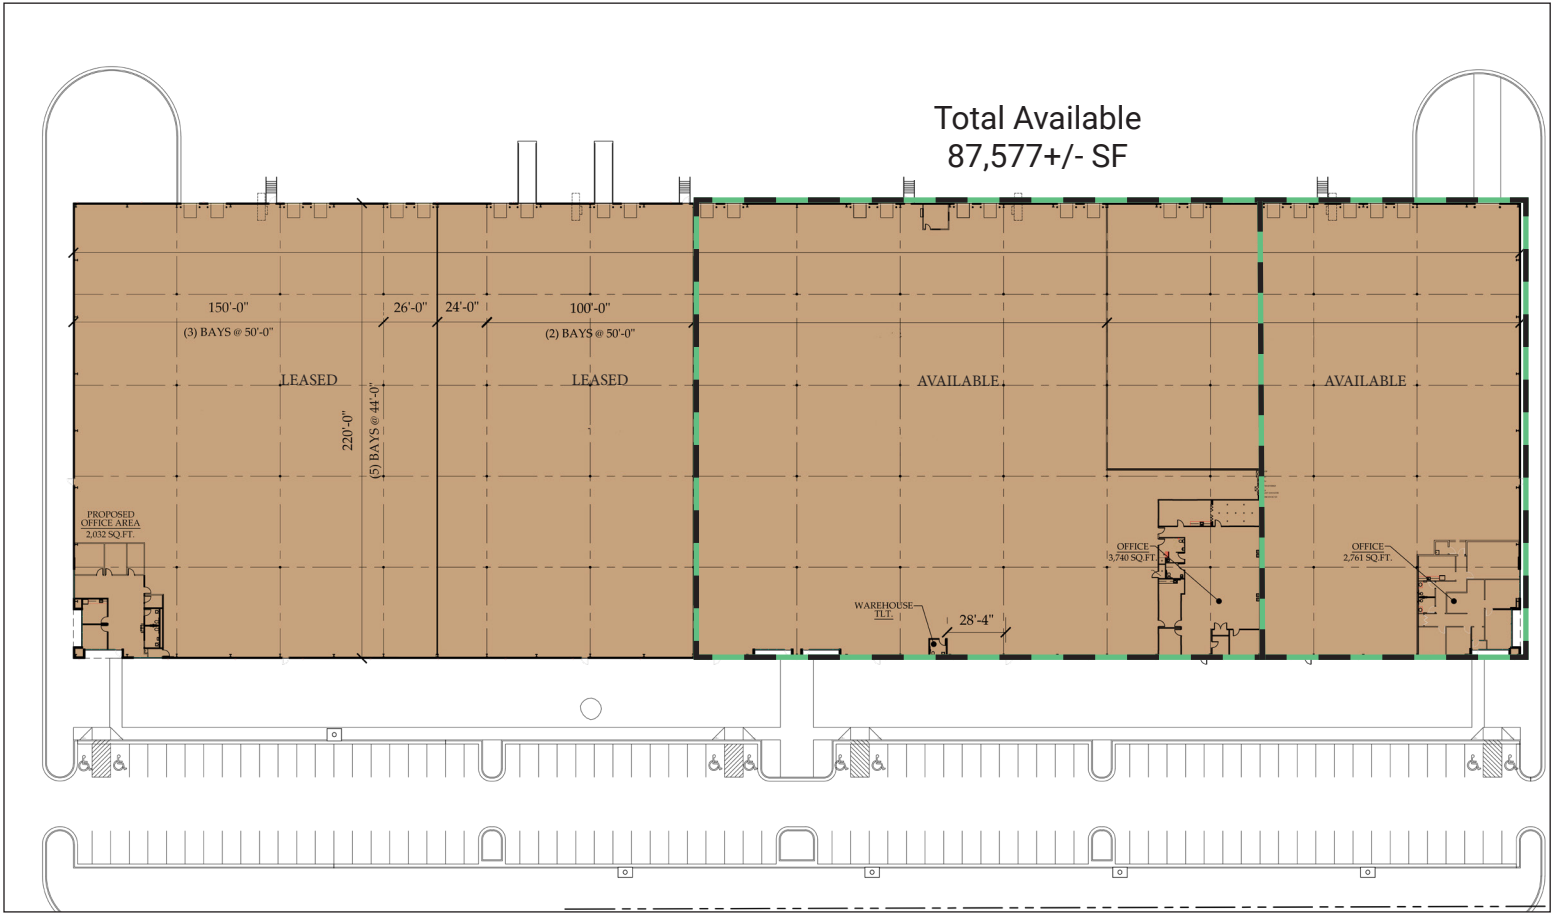 Total Available
87,577+/- SF
150'-0"
26'-0"
24'-0"
100'-0"
(3) BAYS @ 50'-0"
(2) BAYS @ 50'-0"
LEASED
LEASED
AVAILABLE
AVAILABLE
220'-0"
(5) BAYS @ 44'-0"
PROPOSED
OFFICE AREA
2,032 SQ.FT.
OFFICE
3,740 SQ.FT.
OFFICE
2,761 SQ.FT.
WAREHOUSE
TLT.
28'-4"